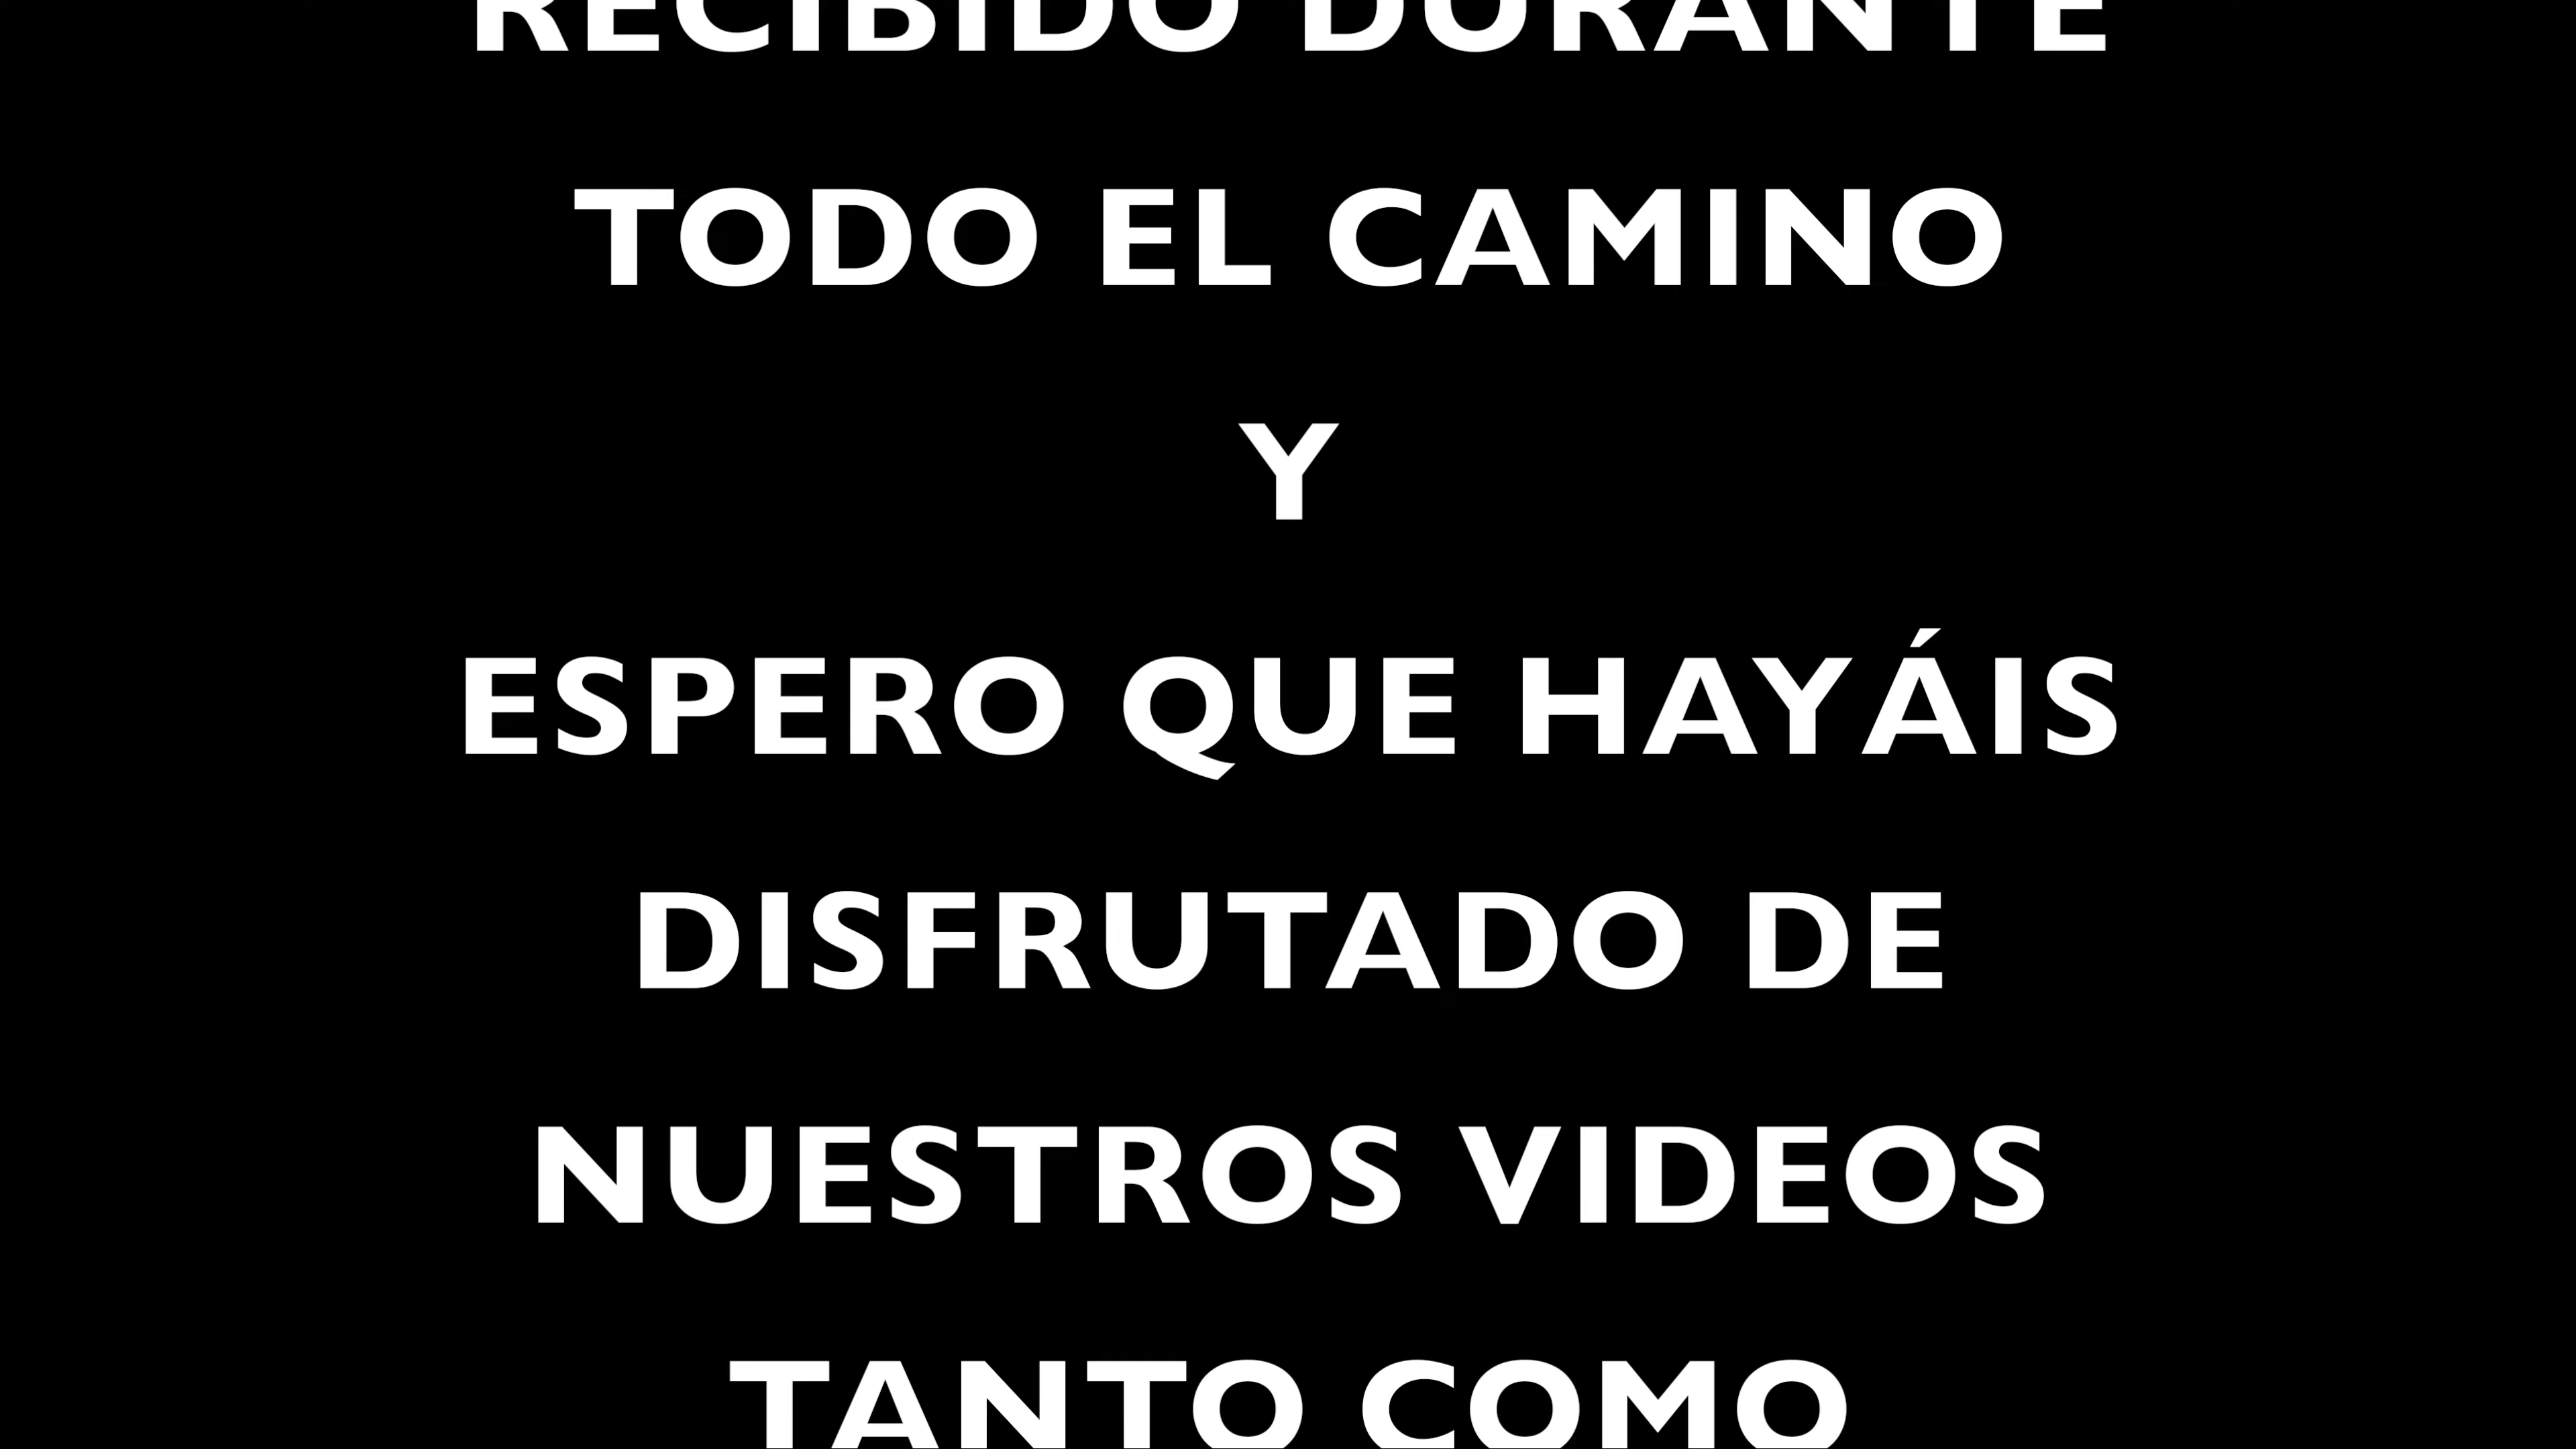 RECIBIDO DURANTE
TODO EL CAMINO
Y
ESPERO QUE HAYÁIS
DISFRUTADO DE
NUESTROS VIDEOS
TANTO COMO